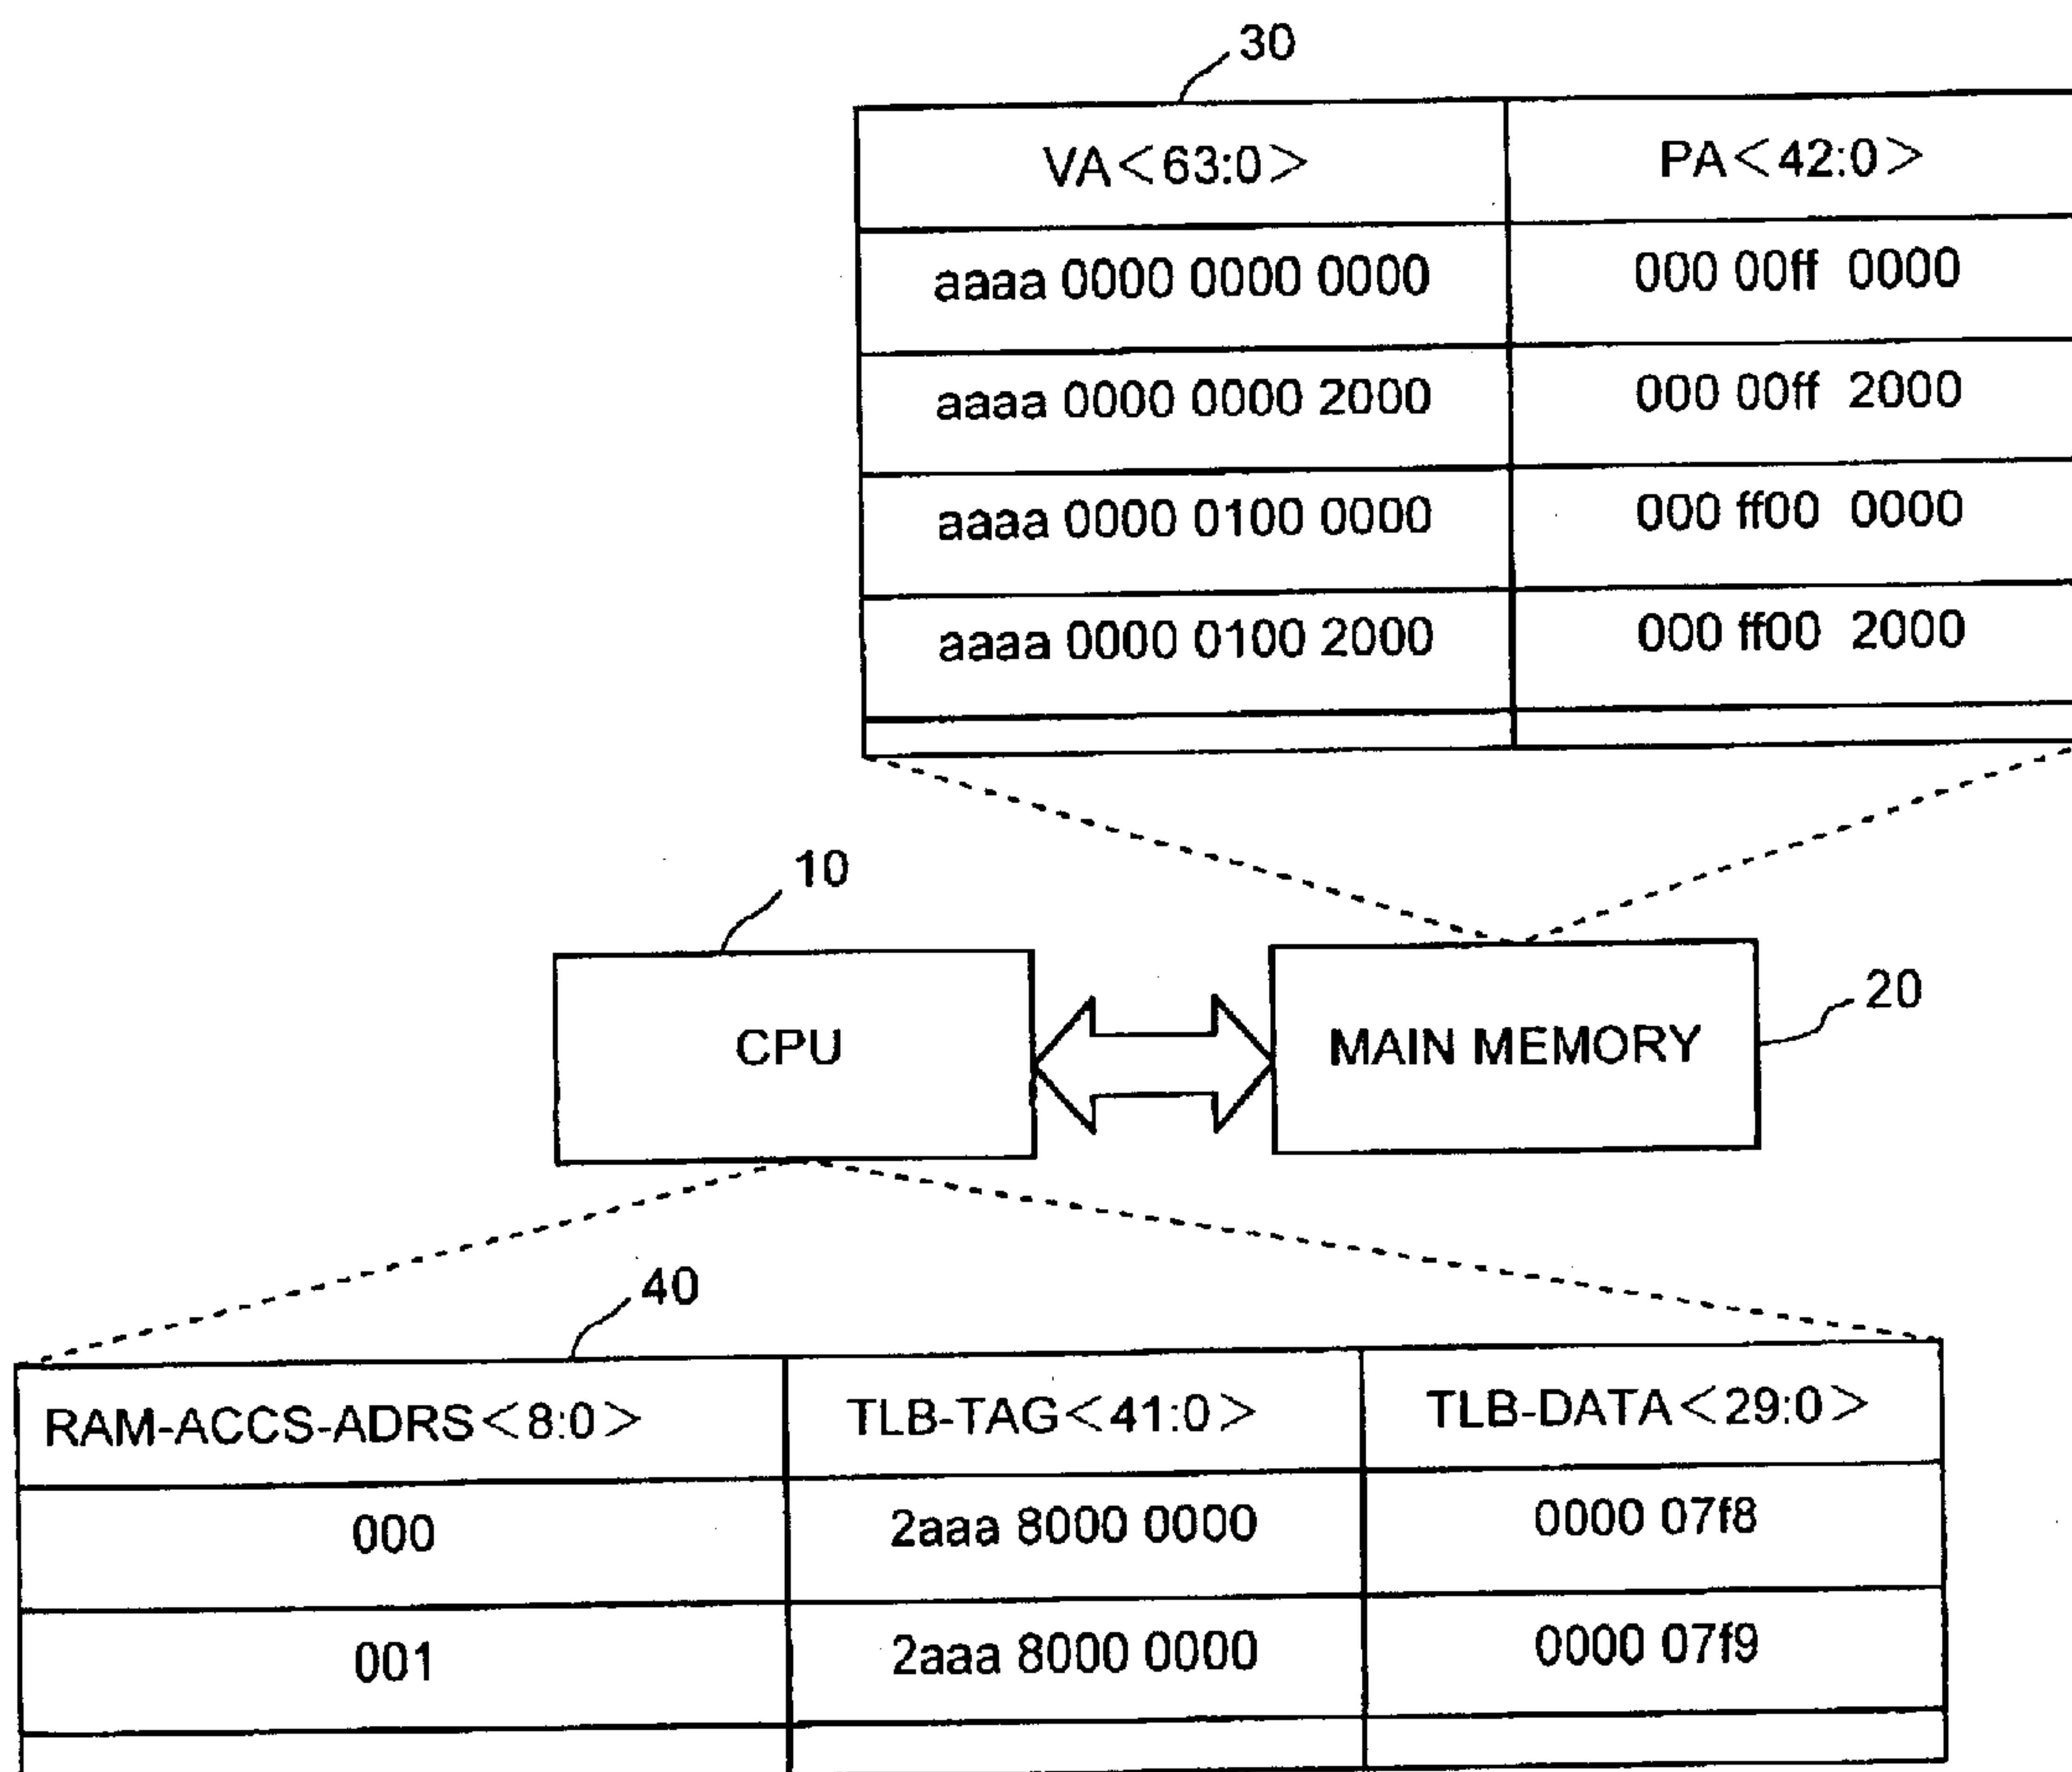 30
VA<63:0> PA<42:0>
aaaa 0000 0000 0000 000 00ff 0000
aaaa 0000 0000 2000 000 00ff 2000
aaaa 0000 0100 0000 000 ff00 0000
aaaa 0000 0100 2000 000 ff00 2000
10
CPU
MAIN MEMORY
20
40
RAM-ACCS-ADRS<8:0> TLB-TAG<41:0> TLB-DATA<29:0>
000 2aaa 8000 0000 0000 07f8
001 2aaa 8000 0000 0000 07f9